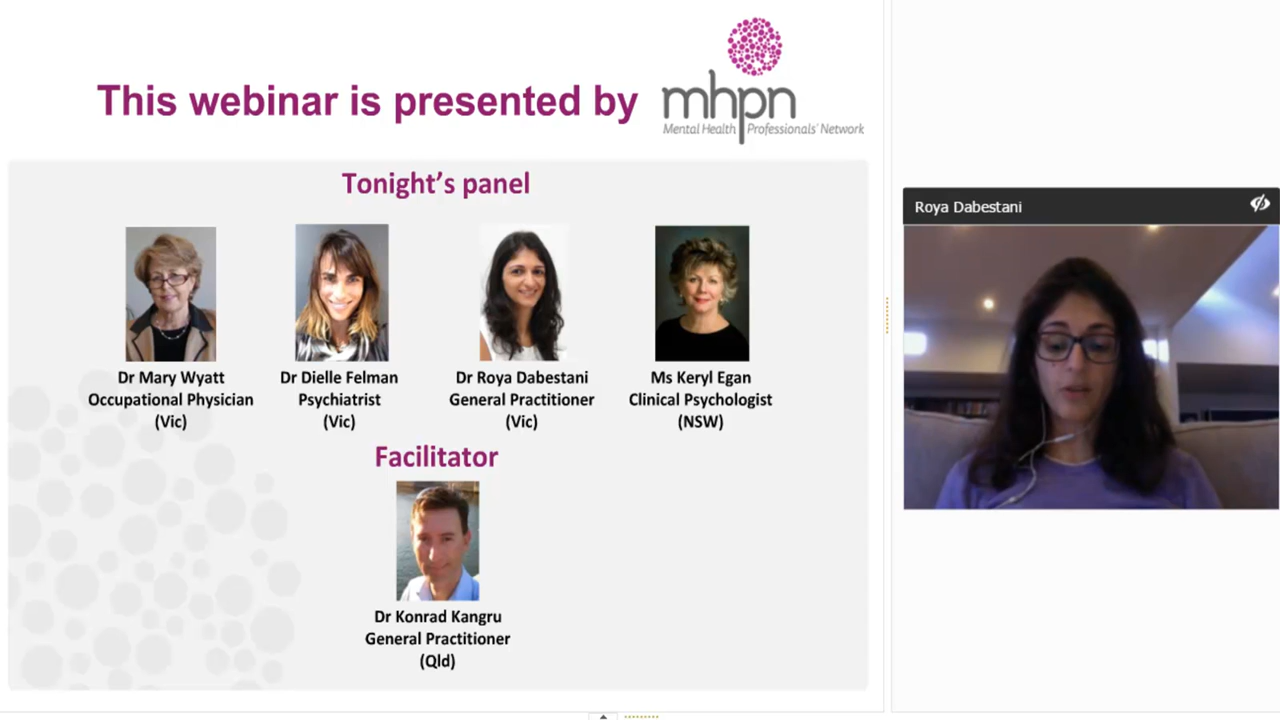 This webinar is presented by
mhpn
Mental Health Professionals' Network
Tonight's panel
Dr Mary Wyatt
Occupational Physician
(Vic)
Dr Dielle Felman
Psychiatrist
(Vic)
Dr Roya Dabestani
General Practitioner
(Vic)
Ms Keryl Egan
Clinical Psychologist
(NSW)
Facilitator
Dr Konrad Kangru
General Practitioner
(Qld)
Roya Dabestani